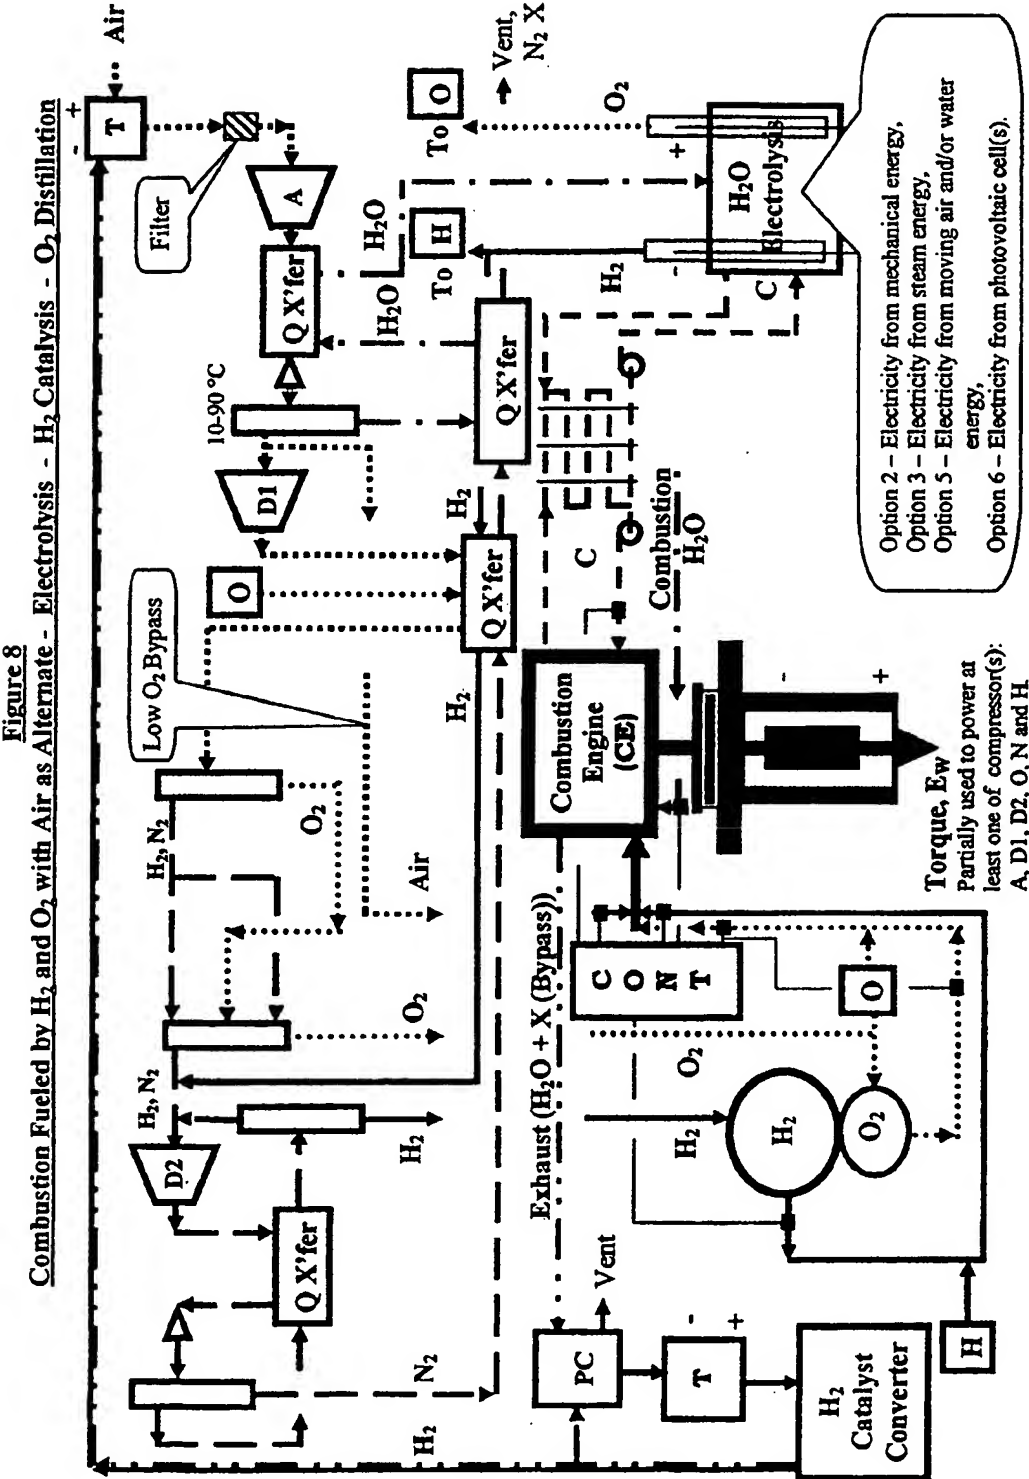 Figure 8
Combustion Fueled by H2 and O2 with Air as Alternate - Electrolysis - H2 Catalysis - O2 Distillation
Air
+
-
T
Filter
A
Q X'fer
H2O
H2O
10-90 °C
D1
O
Low O2 Bypass
H2, N2
O2
Air
O2
H2, N2
D2
Q X'fer
H2
N2
H2
H2
Q X'fer
H2
Q X'fer
To
H
To
O
Vent,
N2 X
O2
H2
+
-
H2O
Electrolysis
C
C
Combustion
H2O
Combustion
Engine
(CE)
Exhaust (H2O + X (Bypass))
C
O
N
T
O2
H2
H2
O2
O
H
PC
Vent
T
-
+
H2
Catalyst
Converter
-
+
Torque, Ew
Partially used to power at
least one of compressor(s):
A, D1, D2, O, N and H
Option 2 – Electricity from mechanical energy,
Option 3 – Electricity from steam energy,
Option 5 – Electricity from moving air and/or water
energy,
Option 6 – Electricity from photovoltaic cell(s).